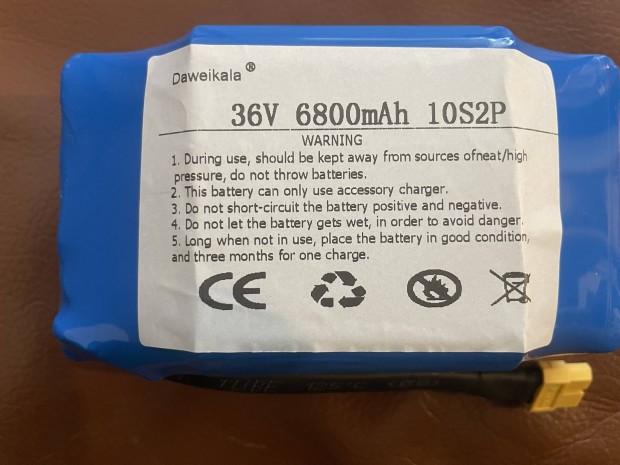 Daweikala®
36V 6800mAh 10S2P
WARNING
1. During use, should be kept away from sources ofneat/high
pressure, do not throw batteries.
2. This battery can only use accessory charger.
3. Do not short-circuit the battery positive and negative.
4. Do not let the battery gets wet, in order to avoid danger.
5. Long when not in use, place the battery in good condition,
and three months for one charge.
CE
TUBE 125°C